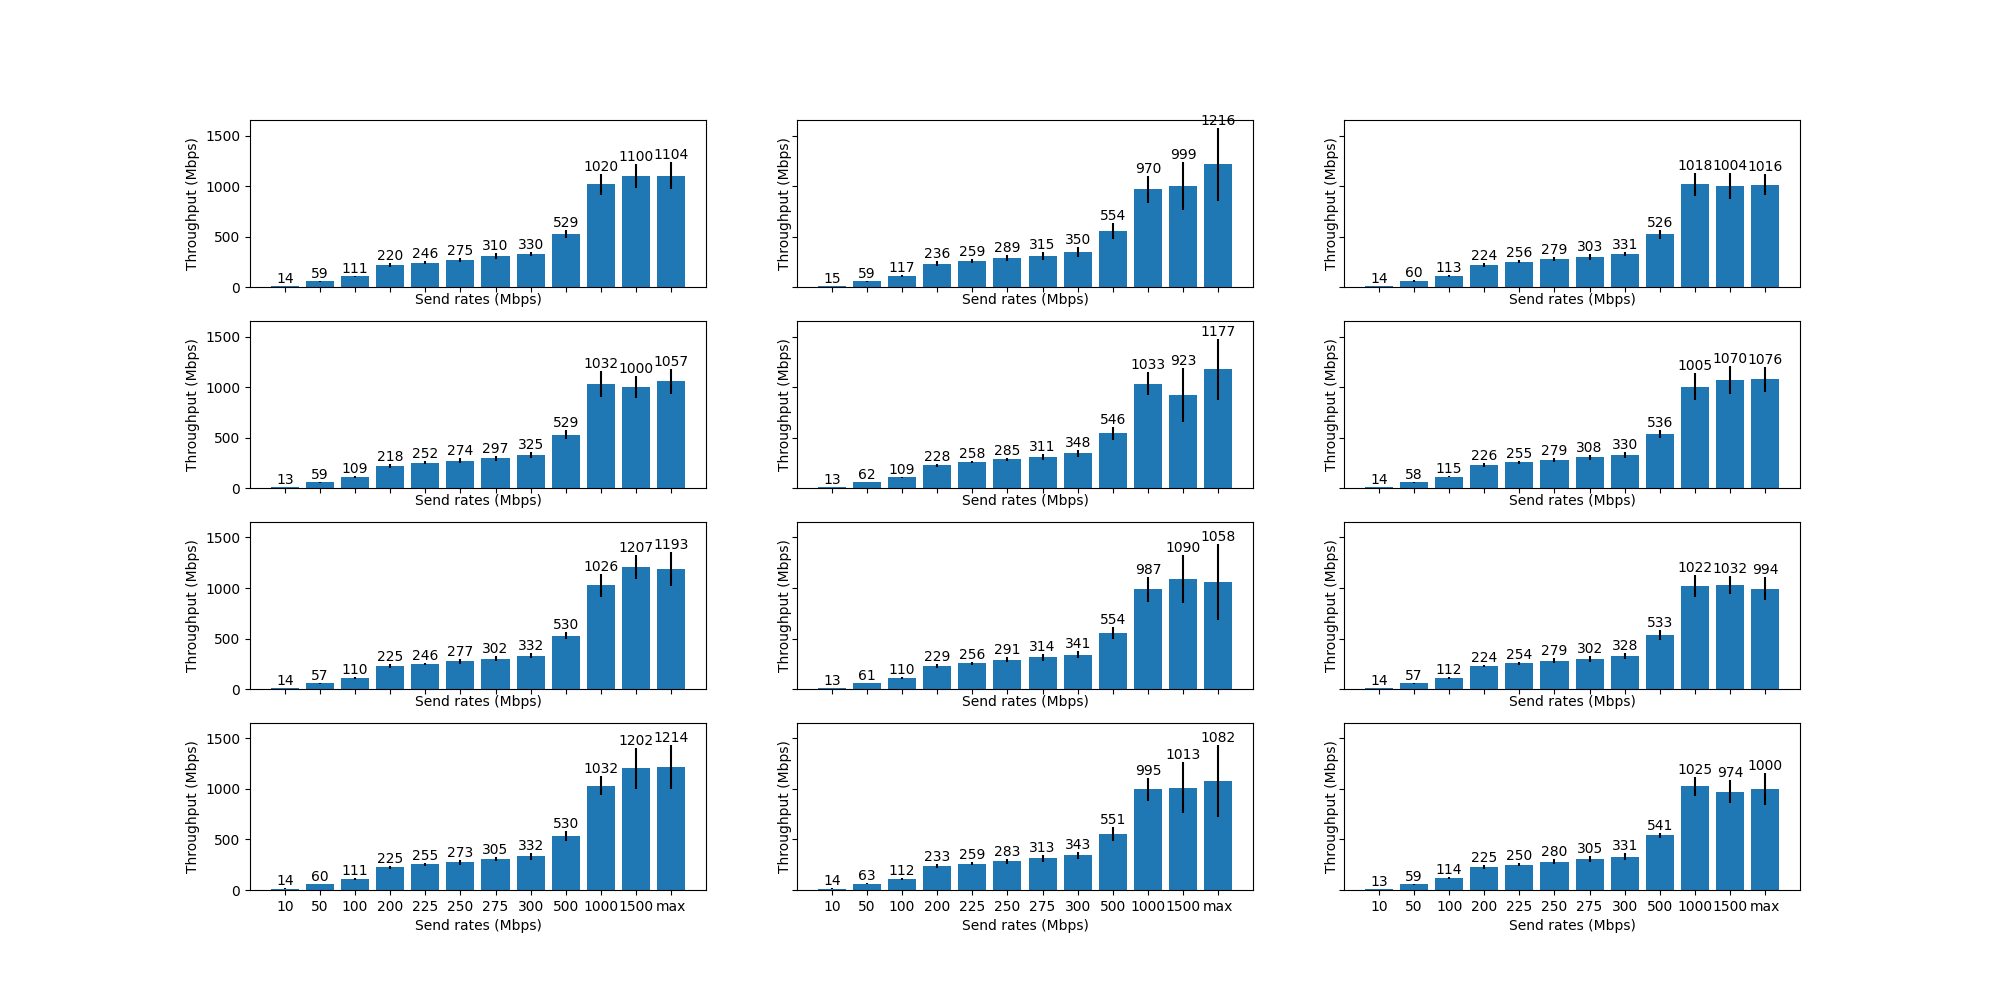 1500
1000
500
0
Throughput (Mbps)
14 59 111 220 246 275 310 330 529 1020 1100 1104
Send rates (Mbps)
Throughput (Mbps)
15 59 117 236 259 289 315 350 554 970 999 1216
Send rates (Mbps)
Throughput (Mbps)
14 60 113 224 256 279 303 331 526 1018 1004 1016
Send rates (Mbps)
1500
1000
500
0
Throughput (Mbps)
13 59 109 218 252 274 297 325 529 1032 1000 1057
Send rates (Mbps)
Throughput (Mbps)
13 62 109 228 258 285 311 348 546 1033 923 1177
Send rates (Mbps)
Throughput (Mbps)
14 58 115 226 255 279 308 330 536 1005 1070 1076
Send rates (Mbps)
1500
1000
500
0
Throughput (Mbps)
14 57 110 225 246 277 302 332 530 1026 1207 1193
Send rates (Mbps)
Throughput (Mbps)
13 61 110 229 256 291 314 341 554 987 1090 1058
Send rates (Mbps)
Throughput (Mbps)
14 57 112 224 254 279 302 328 533 1022 1032 994
Send rates (Mbps)
1500
1000
500
0
Throughput (Mbps)
14 60 111 225 255 273 305 332 530 1032 1202 1214
10 50 100 200 225 250 275 300 500 1000 1500 max
Send rates (Mbps)
Throughput (Mbps)
14 63 112 233 259 283 313 343 551 995 1013 1082
10 50 100 200 225 250 275 300 500 1000 1500 max
Send rates (Mbps)
Throughput (Mbps)
13 59 114 225 250 280 305 331 541 1025 974 1000
10 50 100 200 225 250 275 300 500 1000 1500 max
Send rates (Mbps)